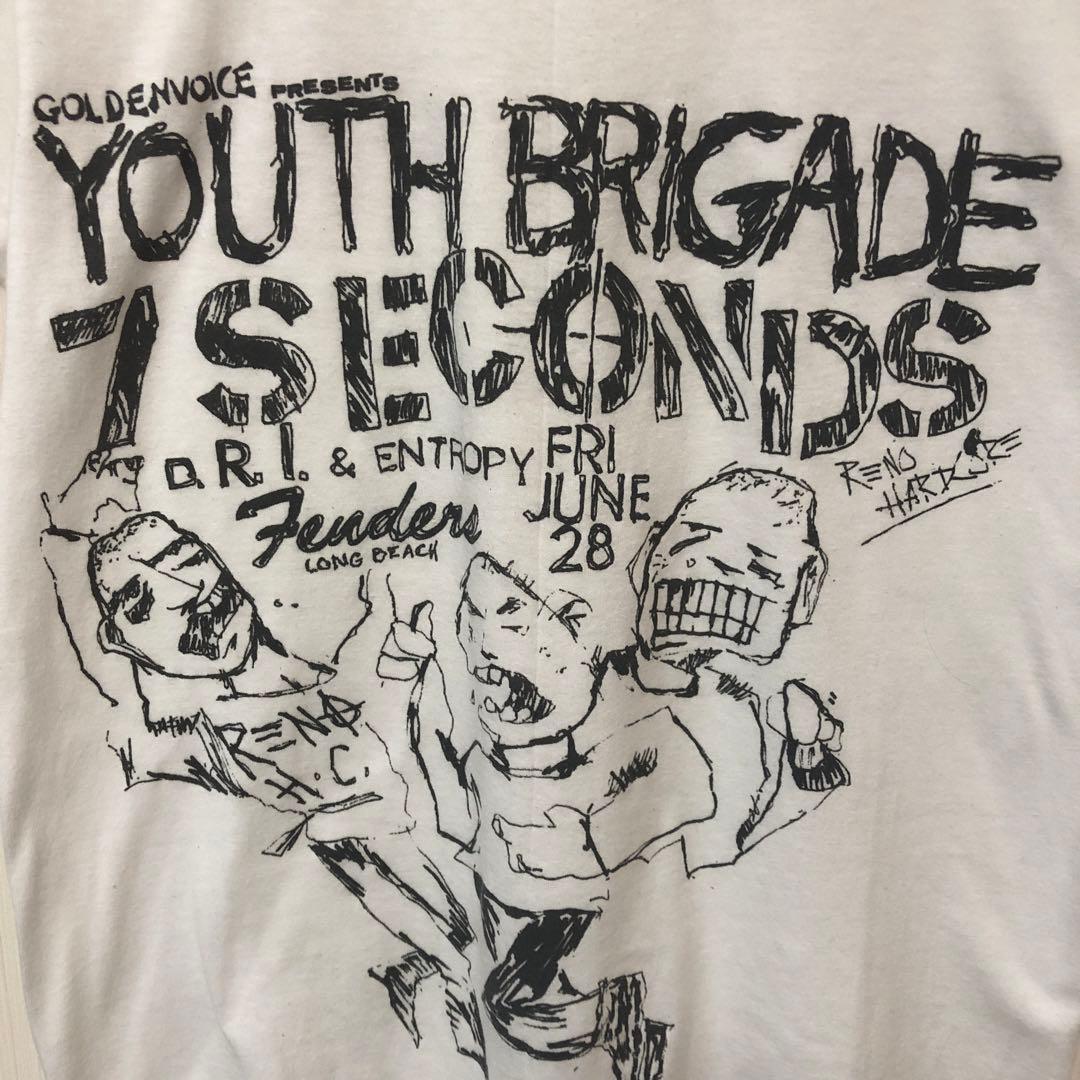 GOLDENVOICE PRESENTS
YOUTH BRIGADE
7 SECONDS
D.R.I. & ENTROPY
FRI
JUNE
28
Fenders
LONG BEACH
RENO
HARDCORE
RENO
H.C.